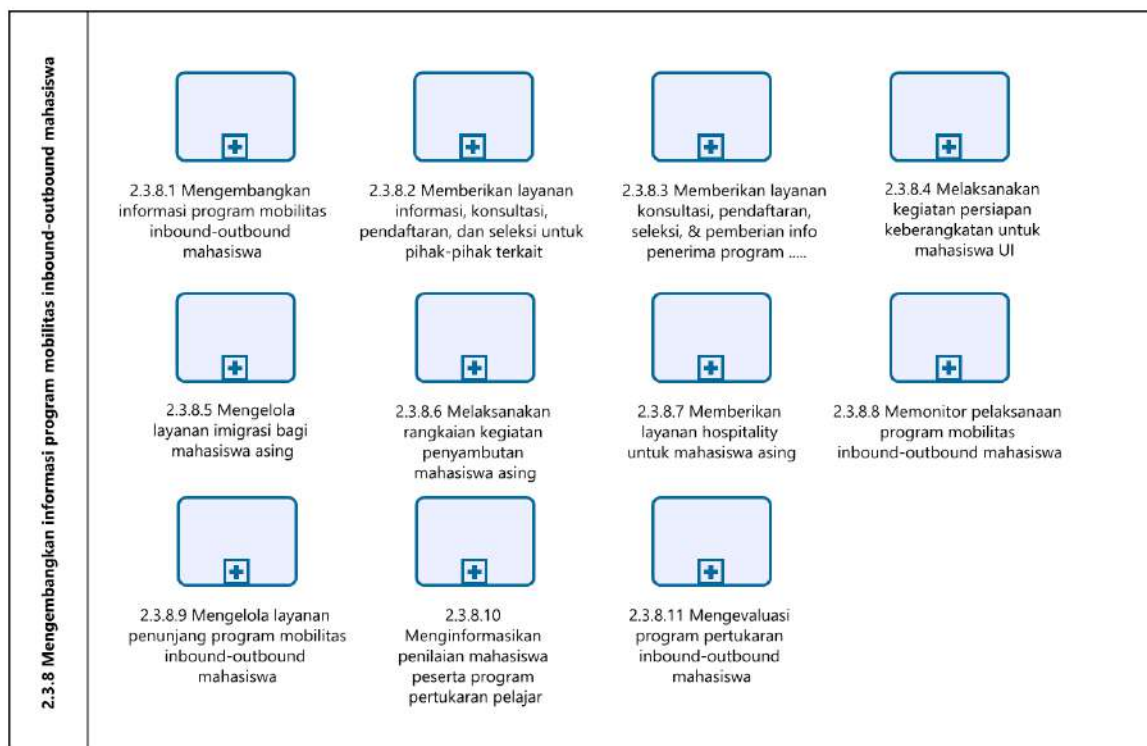 2.3.8 Mengembangkan informasi program mobilitas inbound-outbound mahasiswa
2.3.8.1 Mengembangkan
informasi program mobilitas
inbound-outbound
mahasiswa
2.3.8.2 Memberikan layanan
informasi, konsultasi,
pendaftaran, dan seleksi untuk
pihak-pihak terkait
2.3.8.3 Memberikan layanan
konsultasi, pendaftaran,
seleksi, & pemberian info
penerima program .....
2.3.8.4 Melaksanakan
kegiatan persiapan
keberangkatan untuk
mahasiswa UI
2.3.8.5 Mengelola
layanan imigrasi bagi
mahasiswa asing
2.3.8.6 Melaksanakan
rangkaian kegiatan
penyambutan
mahasiswa asing
2.3.8.7 Memberikan
layanan hospitality
untuk mahasiswa asing
2.3.8.8 Memonitor pelaksanaan
program mobilitas
inbound-outbound mahasiswa
2.3.8.9 Mengelola layanan
penunjang program mobilitas
inbound-outbound
mahasiswa
2.3.8.10
Menginformasikan
penilaian mahasiswa
peserta program
pertukaran pelajar
2.3.8.11 Mengevaluasi
program pertukaran
inbound-outbound
mahasiswa